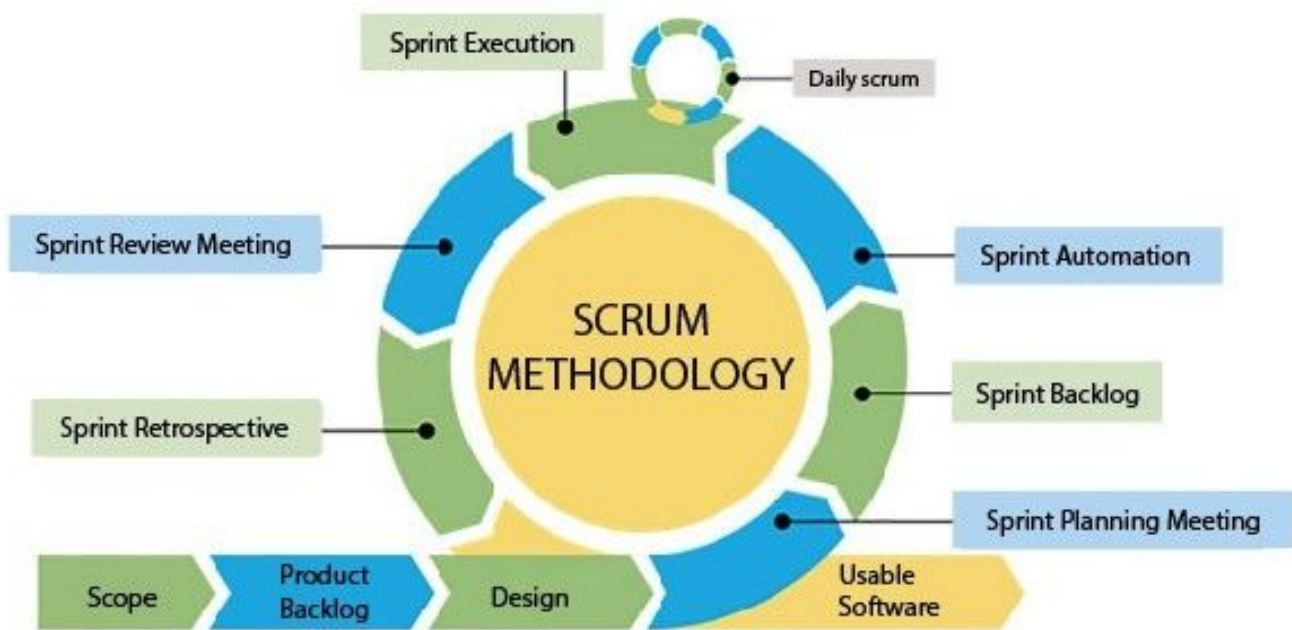 Sprint Execution
Daily scrum
Sprint Review Meeting
Sprint Automation
SCRUM
METHODOLOGY
Sprint Backlog
Sprint Retrospective
Sprint Planning Meeting
Scope
Product
Backlog
Design
Usable
Software